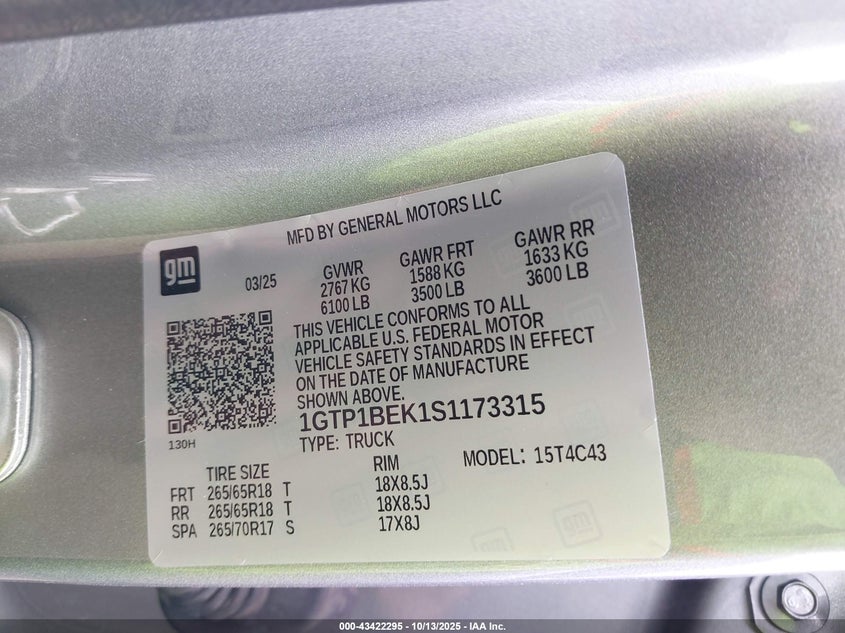 MFD BY GENERAL MOTORS LLC
gm
03/25
GVWR
2767 KG
6100 LB
GAWR FRT
1588 KG
3500 LB
GAWR RR
1633 KG
3600 LB
THIS VEHICLE CONFORMS TO ALL
APPLICABLE U.S. FEDERAL MOTOR
VEHICLE SAFETY STANDARDS IN EFFECT
ON THE DATE OF MANUFACTURE
SHOWN ABOVE.
1GTP1BEK1S1173315
130H
TYPE: TRUCK
MODEL: 15T4C43
TIRE SIZE RIM
FRT 265/65R18 T 18X8.5J
RR 265/65R18 T 18X8.5J
SPA 265/70R17 S 17X8J
gm
000-43422295 - 10/13/2025 - IAA Inc.